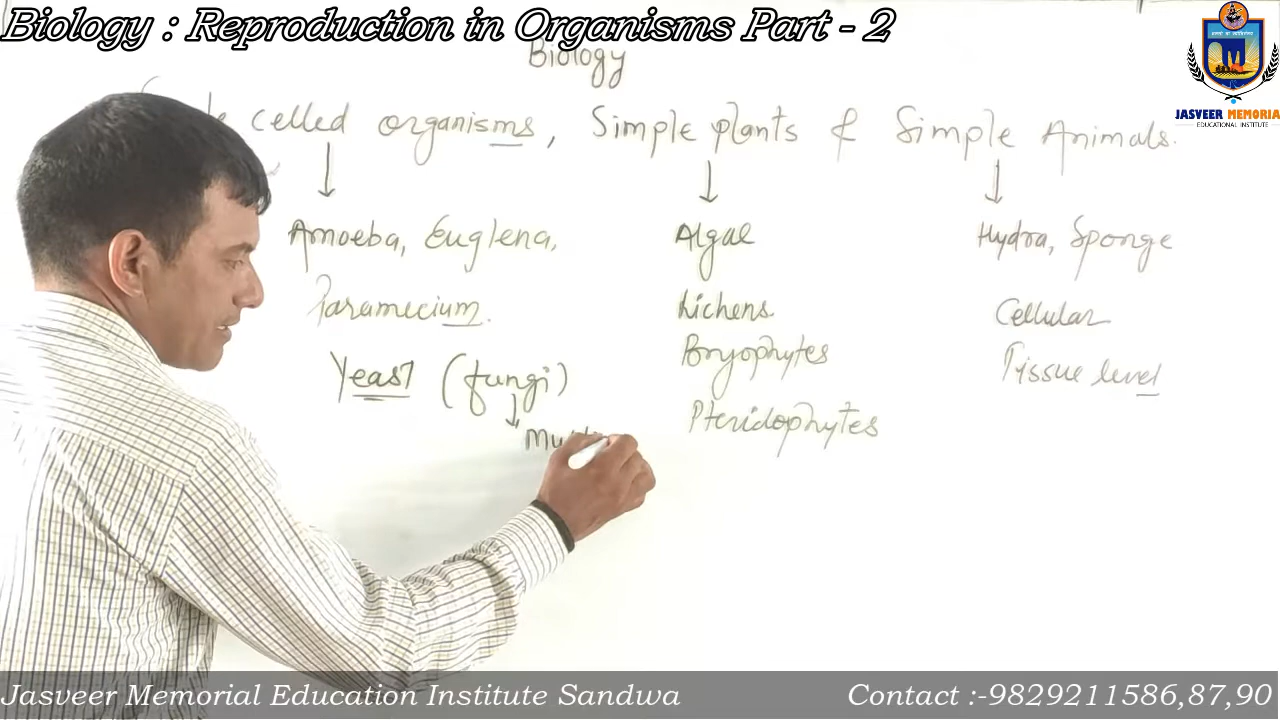 Biology : Reproduction in Organisms Part - 2
JASVEER MEMORIA
EDUCATIONAL INSTITUTE
Biology
celled organisms, Simple plants & Simple Animals.
Amoeba, Euglena, Algae Hydra, Sponge
Paramecium. Lichens Cellular
Yeast (fungi) Bryophytes Tissue level
Pteridophytes
Jasveer Memorial Education Institute Sandwa Contact :-9829211586,87,90